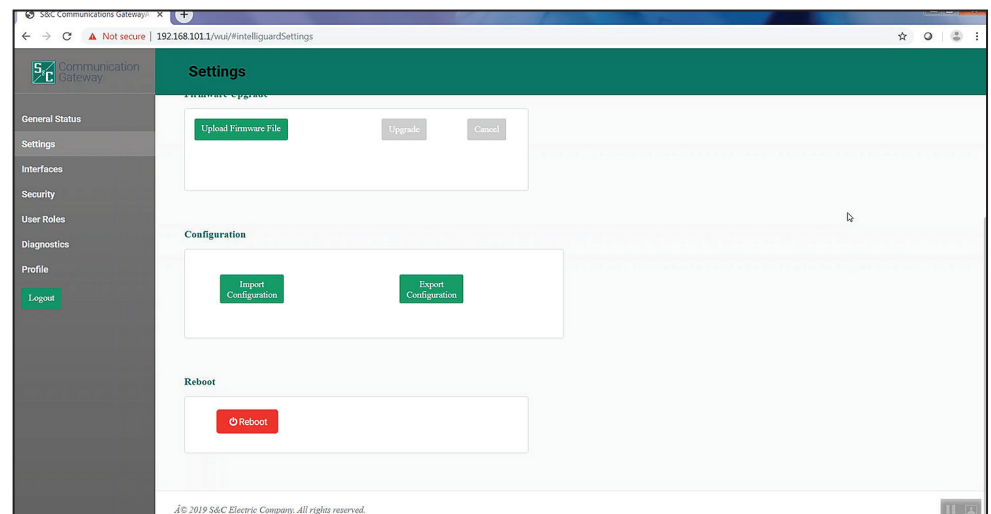 S&C Communications Gateway
Not secure | 192.168.101.1/wui/#intelliguardSettings
S&C Communication
Gateway
Settings
General Status
Settings
Interfaces
Security
User Roles
Diagnostics
Profile
Logout
Firmware Upgrade
Upload Firmware File
Upgrade
Cancel
Configuration
Import
Configuration
Export
Configuration
Reboot
Reboot
© 2019 S&C Electric Company. All rights reserved.